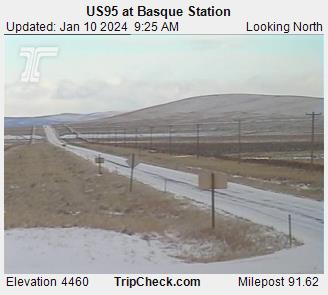 US95 at Basque Station
Updated: Jan 10 2024 9:25 AM Looking North
Elevation 4460 TripCheck.com Milepost 91.62